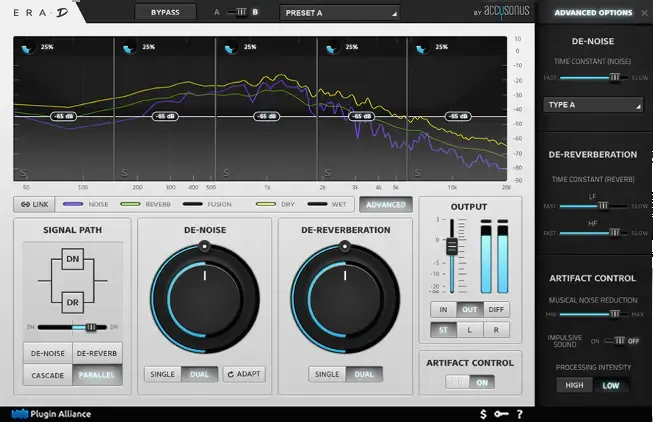 ERA-D
BYPASS
A B
PRESET A
BY accusonus
ADVANCED OPTIONS ×
25% 25% 25% 25% 25%
10
0
-10
-20
-30
-40
-50
-60
-70
-80
-90
-65 dB -65 dB -65 dB -65 dB -65 dB
S S S S S
50 100 200 300 400 500 1k 2k 3k 4k 5k 10k 20k
LINK
NOISE REVERB FUSION DRY WET
ADVANCED
SIGNAL PATH
DN
DR
DN DR
DE-NOISE DE-REVERB
CASCADE PARALLEL
DE-NOISE
SINGLE DUAL ADAPT
DE-REVERBERATION
SINGLE DUAL
OUTPUT
3
-5
-10
-15
-20
IN OUT DIFF
ST L R
ARTIFACT CONTROL
ON
DE-NOISE
TIME CONSTANT (NOISE)
FAST SLOW
TYPE A
DE-REVERBERATION
TIME CONSTANT (REVERB)
LF
FAST SLOW
HF
FAST SLOW
ARTIFACT CONTROL
MUSICAL NOISE REDUCTION
MIN MAX
IMPULSIVE
SOUND
ON OFF
PROCESSING INTENSITY
HIGH LOW
Plugin Alliance
$ ?